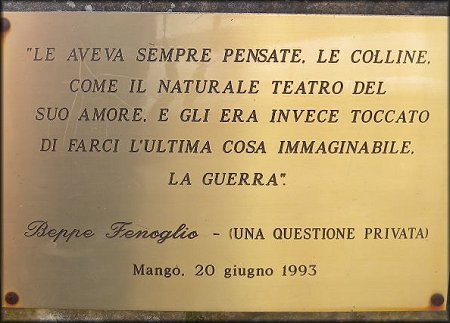 "LE AVEVA SEMPRE PENSATE, LE COLLINE,
COME IL NATURALE TEATRO DEL
SUO AMORE, E GLI ERA INVECE TOCCATO
DI FARCI L'ULTIMA COSA IMMAGINABILE,
LA GUERRA".
Beppe Fenoglio - (UNA QUESTIONE PRIVATA)
Mango, 20 giugno 1993